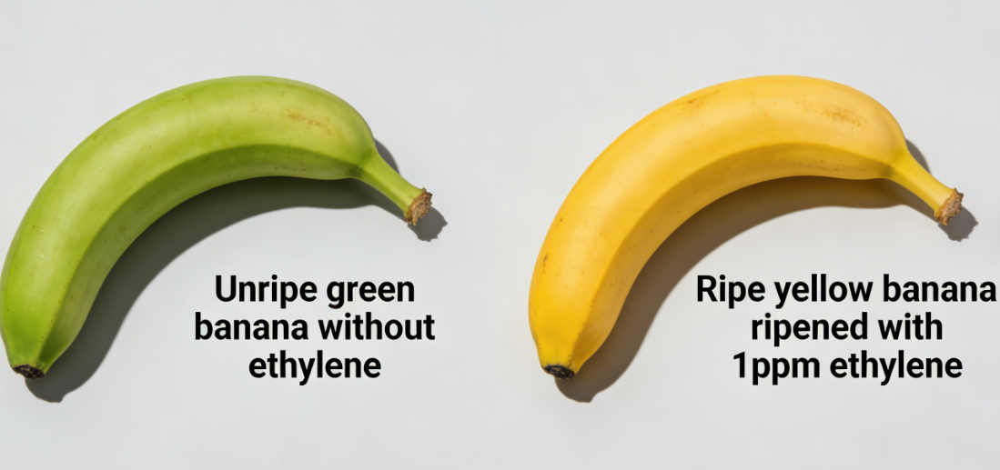 Unripe green
banana without
ethylene
Ripe yellow banana
ripened with
1ppm ethylene